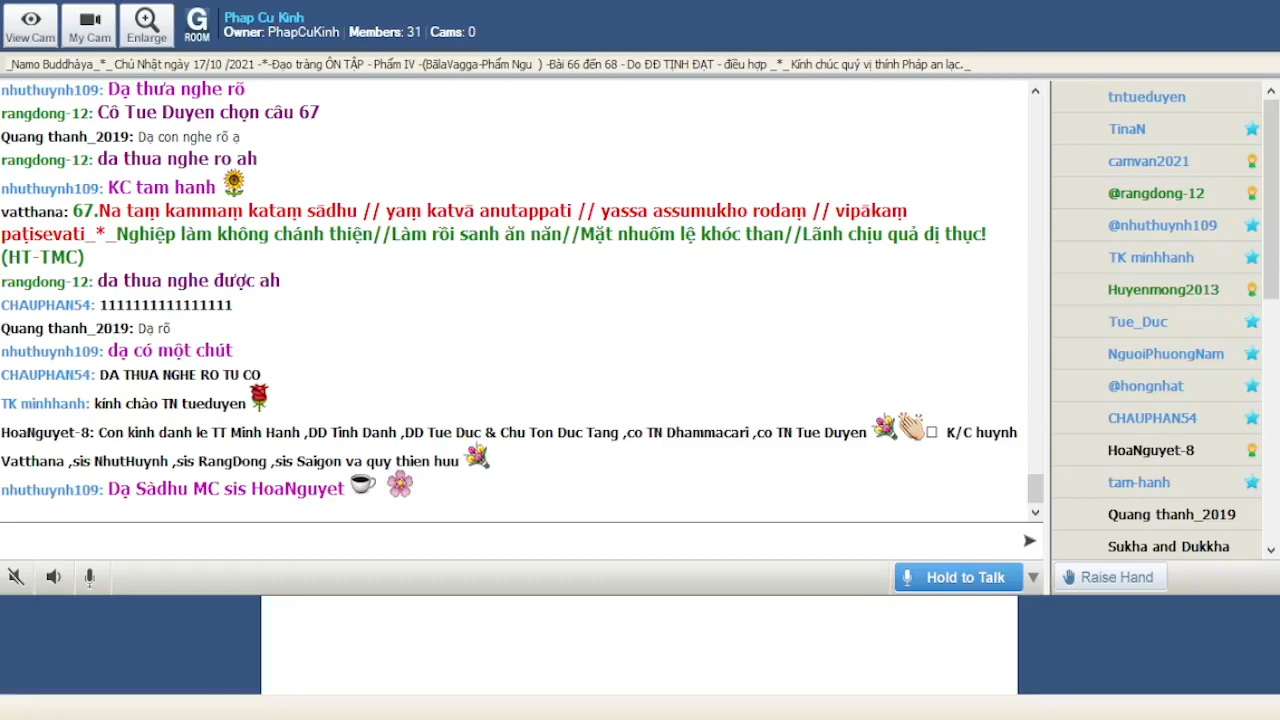 Phap Cu Kinh
View Cam My Cam Enlarge G ROOM Owner: PhapCuKinh | Members: 31 | Cams: 0
_Namo Buddhàya_*_ Chủ Nhật ngày 17/10 /2021 -*-Đạo tràng ÔN TẬP - Phẩm IV -(BãlaVagga-Phẩm Ngu ) -Bài 66 đến 68 - Do ĐĐ TỊNH ĐẠT - điều hợp _*_Kính chúc quý vị thính Pháp an lạc._
nhuthuynh109: Dạ thưa nghe rõ
rangdong-12: Cô Tue Duyen chọn câu 67
Quang thanh_2019: Dạ con nghe rõ ạ
rangdong-12: da thua nghe ro ah
nhuthuynh109: KC tam hanh
vatthana: 67.Na taṃ kammaṃ kataṃ sādhu // yaṃ katvā anutappati // yassa assumukho rodaṃ // vipākaṃ
paṭisevati_*_Nghiệp làm không chánh thiện//Làm rồi sanh ăn năn//Mặt nhuốm lệ khóc than//Lãnh chịu quả dị thục!
(HT-TMC)
rangdong-12: da thua nghe được ah
CHAUPHAN54: 1111111111111111
Quang thanh_2019: Dạ rõ
nhuthuynh109: dạ có một chút
CHAUPHAN54: DA THUA NGHE RO TU CO
TK minhhanh: kính chào TN tueduyen
HoaNguyet-8: Con kinh danh le TT Minh Hanh ,DD Tinh Danh ,DD Tue Duc & Chu Ton Duc Tang ,co TN Dhammacari ,co TN Tue Duyen K/C huynh
Vatthana ,sis NhutHuynh ,sis RangDong ,sis Saigon va quy thien huu
nhuthuynh109: Dạ Sàdhu MC sis HoaNguyet
tntueduyen
TinaN
camvan2021
@rangdong-12
@nhuthuynh109
TK minhhanh
Huyenmong2013
Tue_Duc
NguoiPhuongNam
@hongnhat
CHAUPHAN54
HoaNguyet-8
tam-hanh
Quang thanh_2019
Sukha and Dukkha
Hold to Talk
Raise Hand